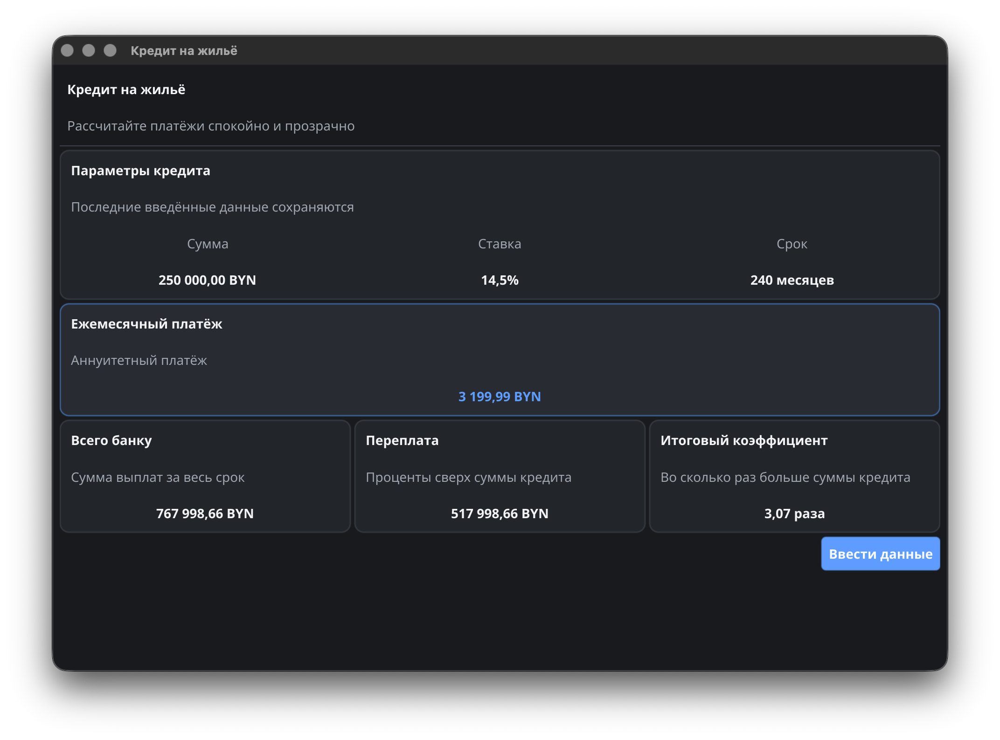 Кредит на жильё
Кредит на жильё
Рассчитайте платёжи спокойно и прозрачно
Параметры кредита
Последние введённые данные сохраняются
Сумма Ставка Срок
250 000,00 BYN 14,5% 240 месяцев
Ежемесячный платёж
Аннуитетный платёж
3 199,99 BYN
Всего банку Переплата Итоговый коэффициент
Сумма выплат за весь срок Проценты сверх суммы кредита Во сколько раз больше суммы кредита
767 998,66 BYN 517 998,66 BYN 3,07 раза
Ввести данные